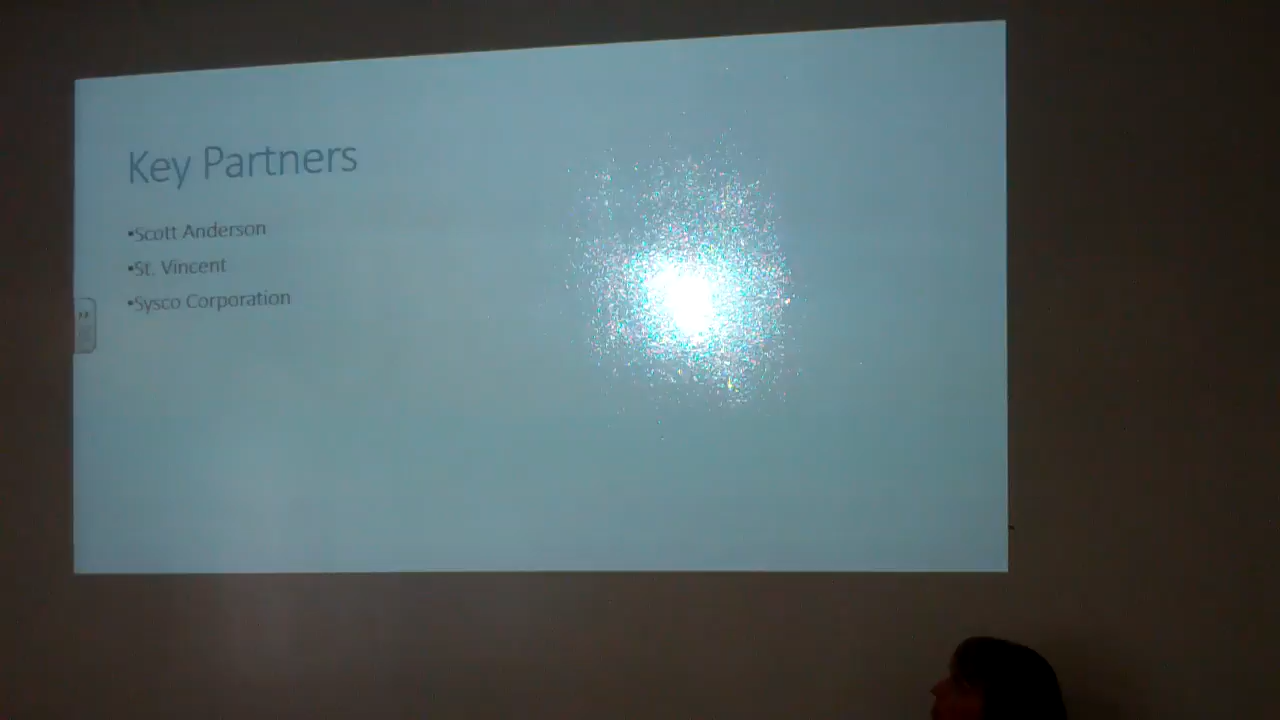 Key Partners
▪Scott Anderson
▪St. Vincent
▪Sysco Corporation